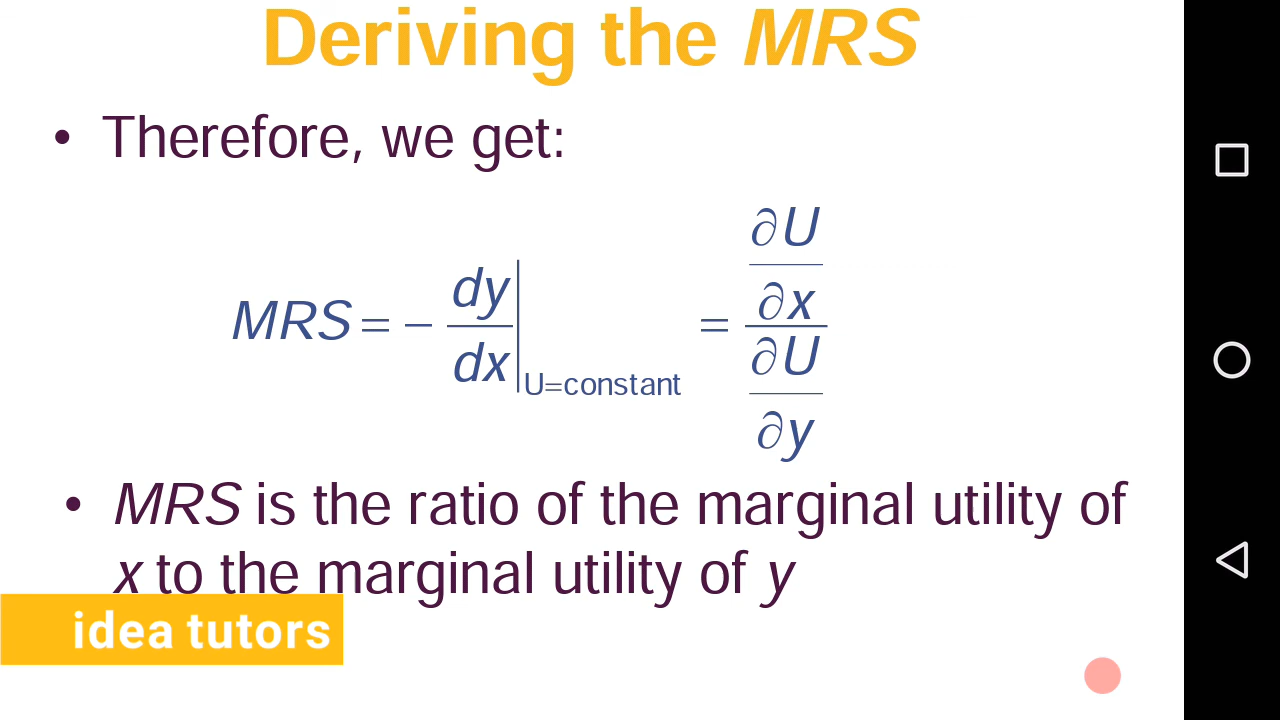 Deriving the MRS
• Therefore, we get:
MRS = − dy/dx |U=constant = (∂U/∂x)/(∂U/∂y)
• MRS is the ratio of the marginal utility of
x to the marginal utility of y
idea tutors